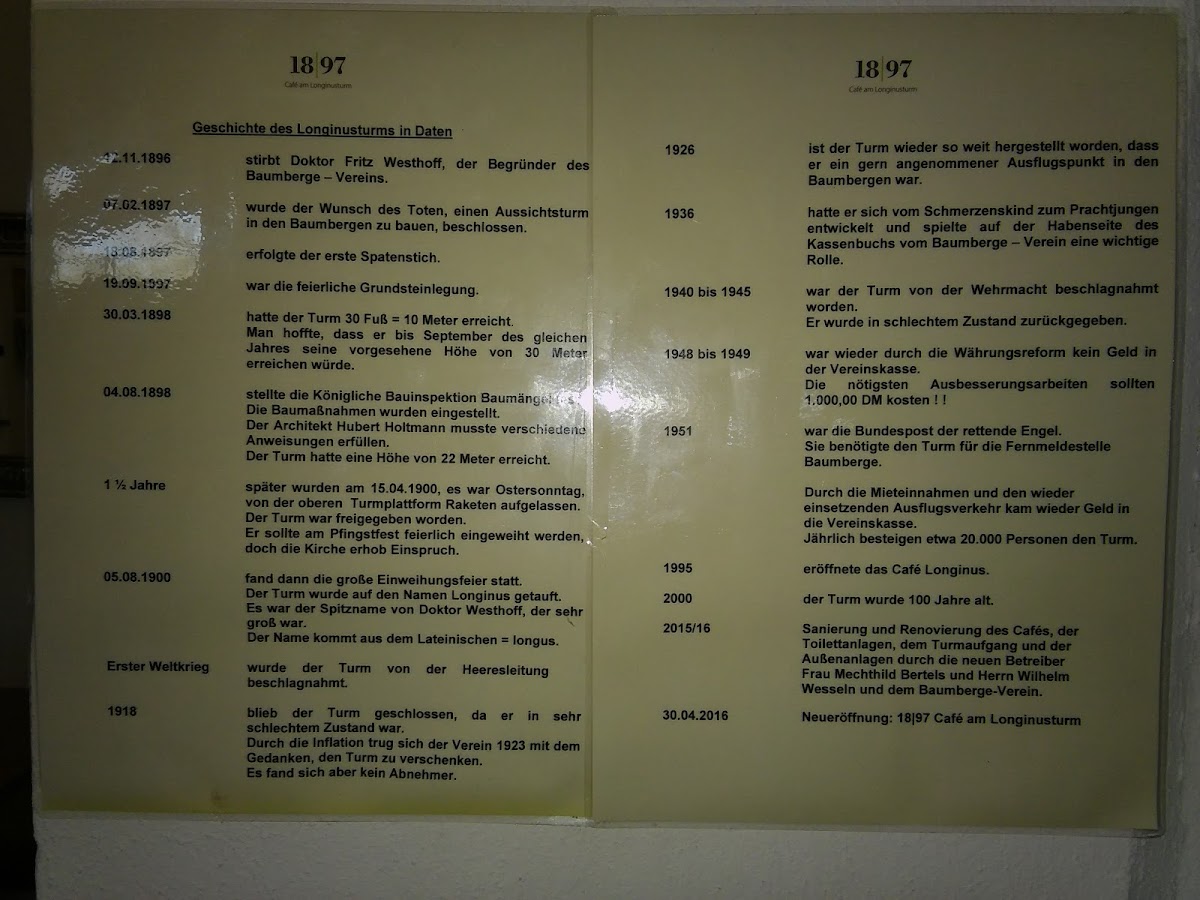 18|97
Café am Longinusturm
Geschichte des Longinusturms in Daten
12.11.1896 stirbt Doktor Fritz Westhoff, der Begründer des
Baumberge – Vereins.
07.02.1897 wurde der Wunsch des Toten, einen Aussichtsturm
in den Baumbergen zu bauen, beschlossen.
erfolgte der erste Spatenstich.
19.09.1997 war die feierliche Grundsteinlegung.
30.03.1898 hatte der Turm 30 Fuß = 10 Meter erreicht.
Man hoffte, dass er bis September des gleichen
Jahres seine vorgesehene Höhe von 30 Meter
erreichen würde.
04.08.1898 stellte die Königliche Bauinspektion Baumängel
Die Baumaßnahmen wurden eingestellt.
Der Architekt Hubert Holtmann musste verschiedene
Anweisungen erfüllen.
Der Turm hatte eine Höhe von 22 Meter erreicht.
1 ½ Jahre später wurden am 15.04.1900, es war Ostersonntag,
von der oberen Turmplattform Raketen aufgelassen.
Der Turm war freigegeben worden.
Er sollte am Pfingstfest feierlich eingeweiht werden,
doch die Kirche erhob Einspruch.
05.08.1900 fand dann die große Einweihungsfeier statt.
Der Turm wurde auf den Namen Longinus getauft.
Es war der Spitzname von Doktor Westhoff, der sehr
groß war.
Der Name kommt aus dem Lateinischen = longus.
Erster Weltkrieg wurde der Turm von der Heeresleitung
beschlagnahmt.
1918 blieb der Turm geschlossen, da er in sehr
schlechtem Zustand war.
Durch die Inflation trug sich der Verein 1923 mit dem
Gedanken, den Turm zu verschenken.
Es fand sich aber kein Abnehmer.
18|97
Café am Longinusturm
1926 ist der Turm wieder so weit hergestellt worden, dass
er ein gern angenommener Ausflugspunkt in den
Baumbergen war.
1936 hatte er sich vom Schmerzenskind zum Prachtjungen
entwickelt und spielte auf der Habenseite des
Kassenbuchs vom Baumberge – Verein eine wichtige
Rolle.
1940 bis 1945 war der Turm von der Wehrmacht beschlagnahmt
worden.
Er wurde in schlechtem Zustand zurückgegeben.
1948 bis 1949 war wieder durch die Währungsreform kein Geld in
der Vereinskasse.
Die nötigsten Ausbesserungsarbeiten sollten
1.000,00 DM kosten ! !
1951 war die Bundespost der rettende Engel.
Sie benötigte den Turm für die Fernmeldestelle
Baumberge.
Durch die Mieteinnahmen und den wieder
einsetzenden Ausflugsverkehr kam wieder Geld in
die Vereinskasse.
Jährlich besteigen etwa 20.000 Personen den Turm.
1995 eröffnete das Café Longinus.
2000 der Turm wurde 100 Jahre alt.
2015/16 Sanierung und Renovierung des Cafés, der
Toilettanlagen, dem Turmaufgang und der
Außenanlagen durch die neuen Betreiber
Frau Mechthild Bertels und Herrn Wilhelm
Wesseln und dem Baumberge-Verein.
30.04.2016 Neueröffnung: 18|97 Café am Longinusturm